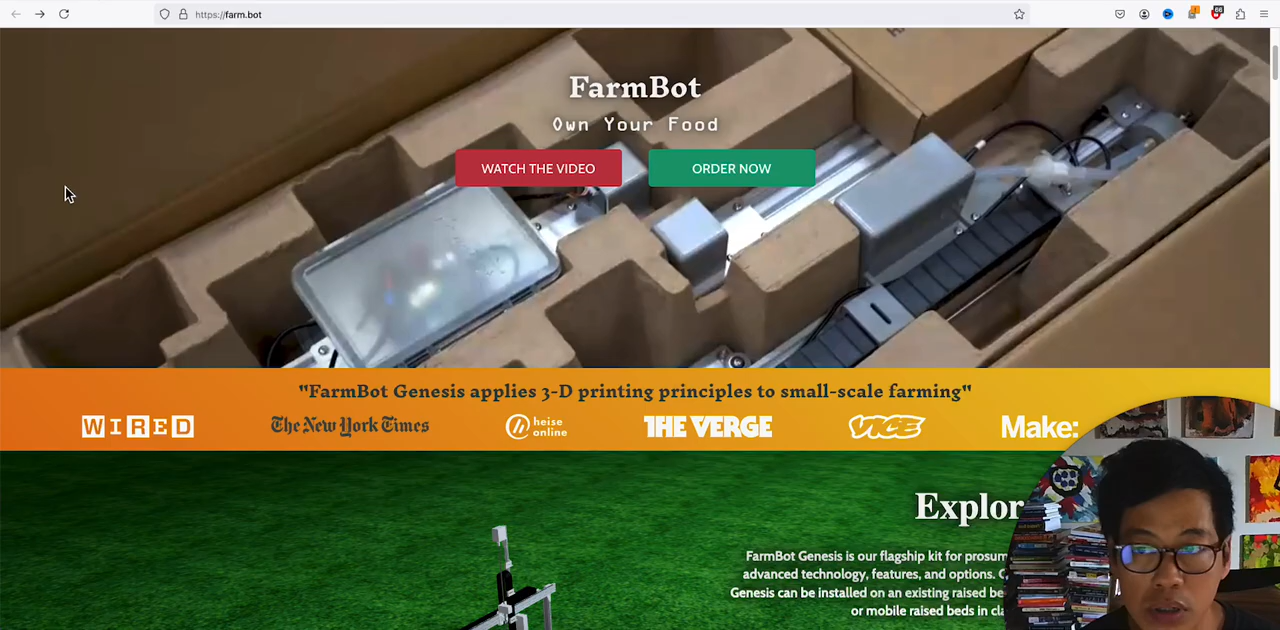 https://farm.bot
66
FarmBot
Own Your Food
WATCH THE VIDEO
ORDER NOW
"FarmBot Genesis applies 3-D printing principles to small-scale farming"
WIRED
The New York Times
heise
online
THE VERGE
VICE
Make:
Explor
FarmBot Genesis is our flagship kit for prosum
advanced technology, features, and options.
Genesis can be installed on an existing raised be
or mobile raised beds in cla